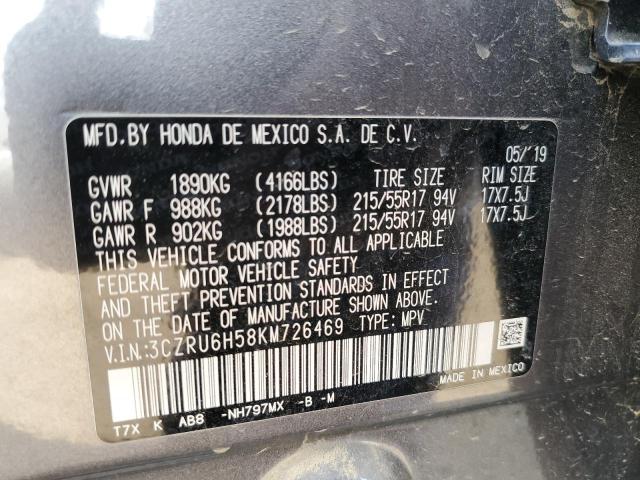 MFD.BY HONDA DE MEXICO S.A. DE C.V.
05/'19
GVWR 1890KG (4166LBS) TIRE SIZE RIM SIZE
GAWR F 988KG (2178LBS) 215/55R17 94V 17X7.5J
GAWR R 902KG (1988LBS) 215/55R17 94V 17X7.5J
THIS VEHICLE CONFORMS TO ALL APPLICABLE
FEDERAL MOTOR VEHICLE SAFETY
AND THEFT PREVENTION STANDARDS IN EFFECT
ON THE DATE OF MANUFACTURE SHOWN ABOVE.
V.I.N:3CZRU6H58KM726469 TYPE: MPV
MADE IN MEXICO
T7X K AB8 -NH797MX -B -M